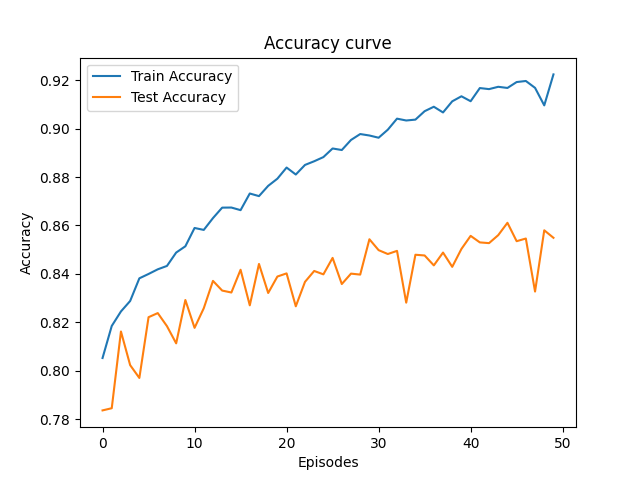 Accuracy curve
Train Accuracy
Test Accuracy
0.92
0.90
0.88
0.86
0.84
0.82
0.80
0.78
Accuracy
0 10 20 30 40 50
Episodes